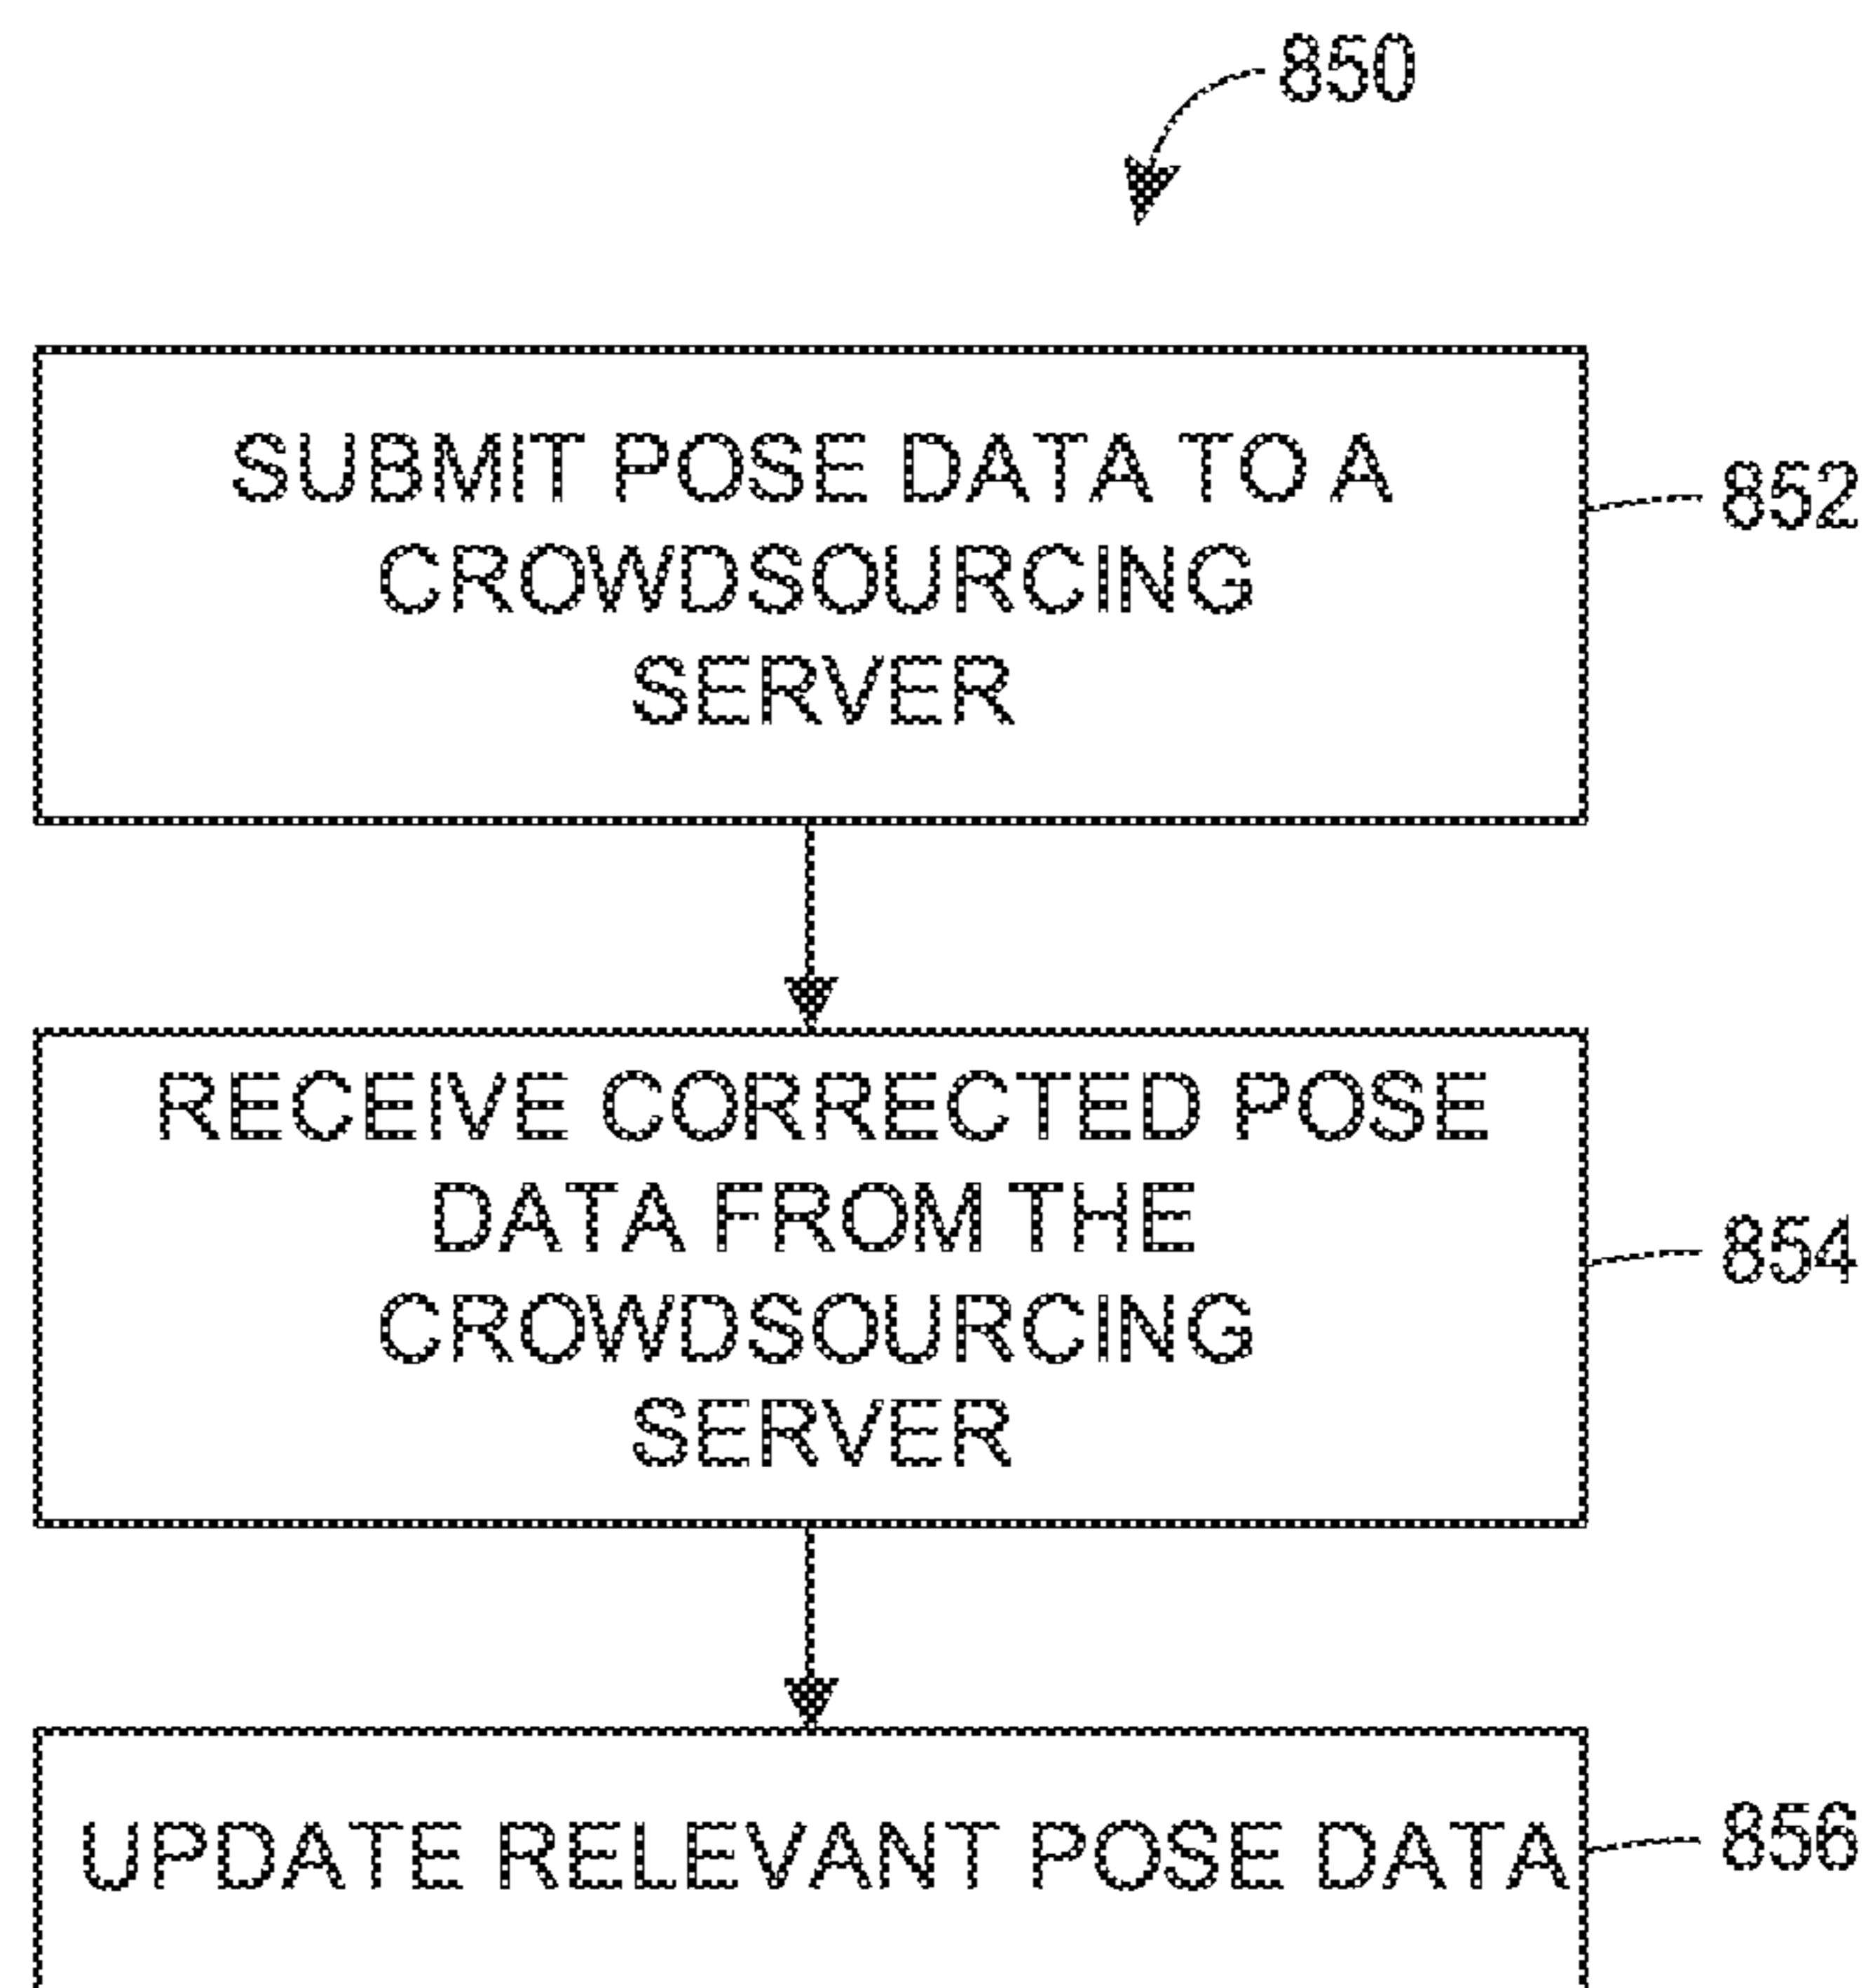 850
SUBMIT POSE DATA TO A
CROWDSOURCING
SERVER
852
RECEIVE CORRECTED POSE
DATA FROM THE
CROWDSOURCING
SERVER
854
UPDATE RELEVANT POSE DATA
856